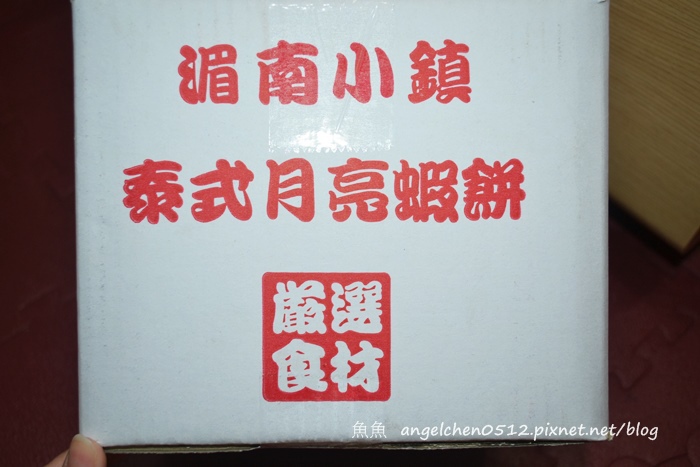 湄南小鎮
泰式月亮蝦餅
厳選
食材
魚魚 angelchen0512.pixnet.net/blog